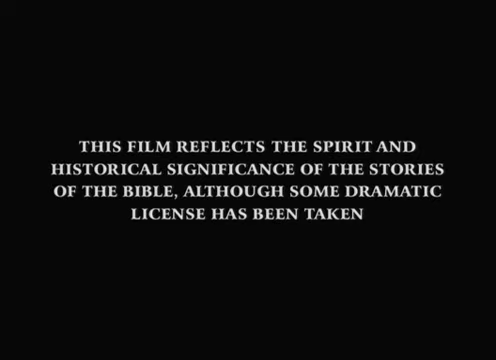 THIS FILM REFLECTS THE SPIRIT AND
HISTORICAL SIGNIFICANCE OF THE STORIES
OF THE BIBLE, ALTHOUGH SOME DRAMATIC
LICENSE HAS BEEN TAKEN